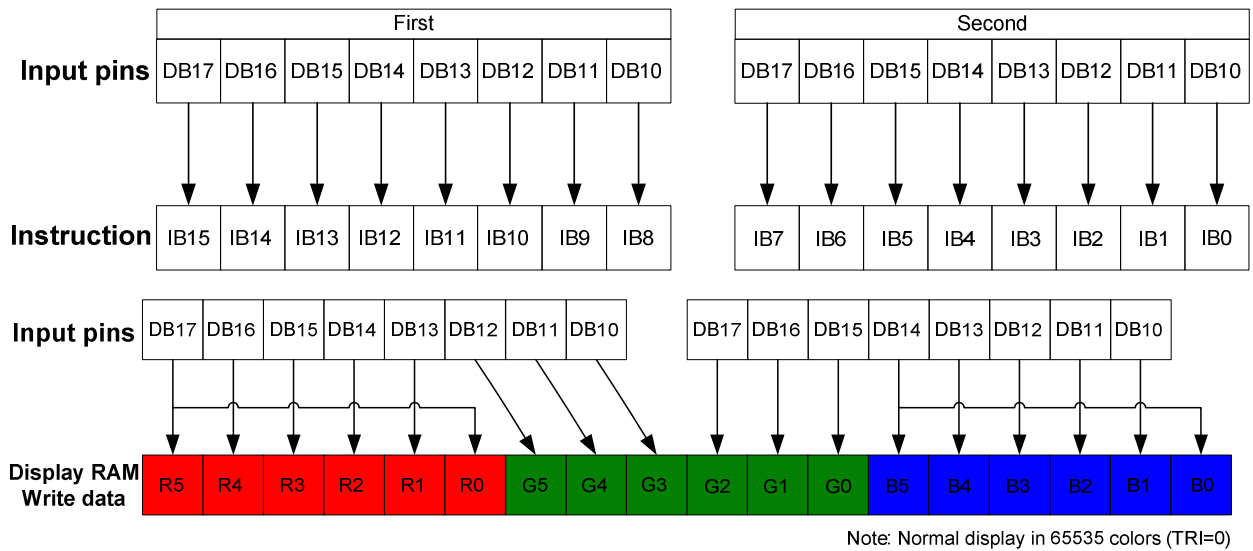 First Second
Input pins DB17 DB16 DB15 DB14 DB13 DB12 DB11 DB10 DB17 DB16 DB15 DB14 DB13 DB12 DB11 DB10
Instruction IB15 IB14 IB13 IB12 IB11 IB10 IB9 IB8 IB7 IB6 IB5 IB4 IB3 IB2 IB1 IB0
Input pins DB17 DB16 DB15 DB14 DB13 DB12 DB11 DB10 DB17 DB16 DB15 DB14 DB13 DB12 DB11 DB10
Display RAM
Write data R5 R4 R3 R2 R1 R0 G5 G4 G3 G2 G1 G0 B5 B4 B3 B2 B1 B0
Note: Normal display in 65535 colors (TRI=0)